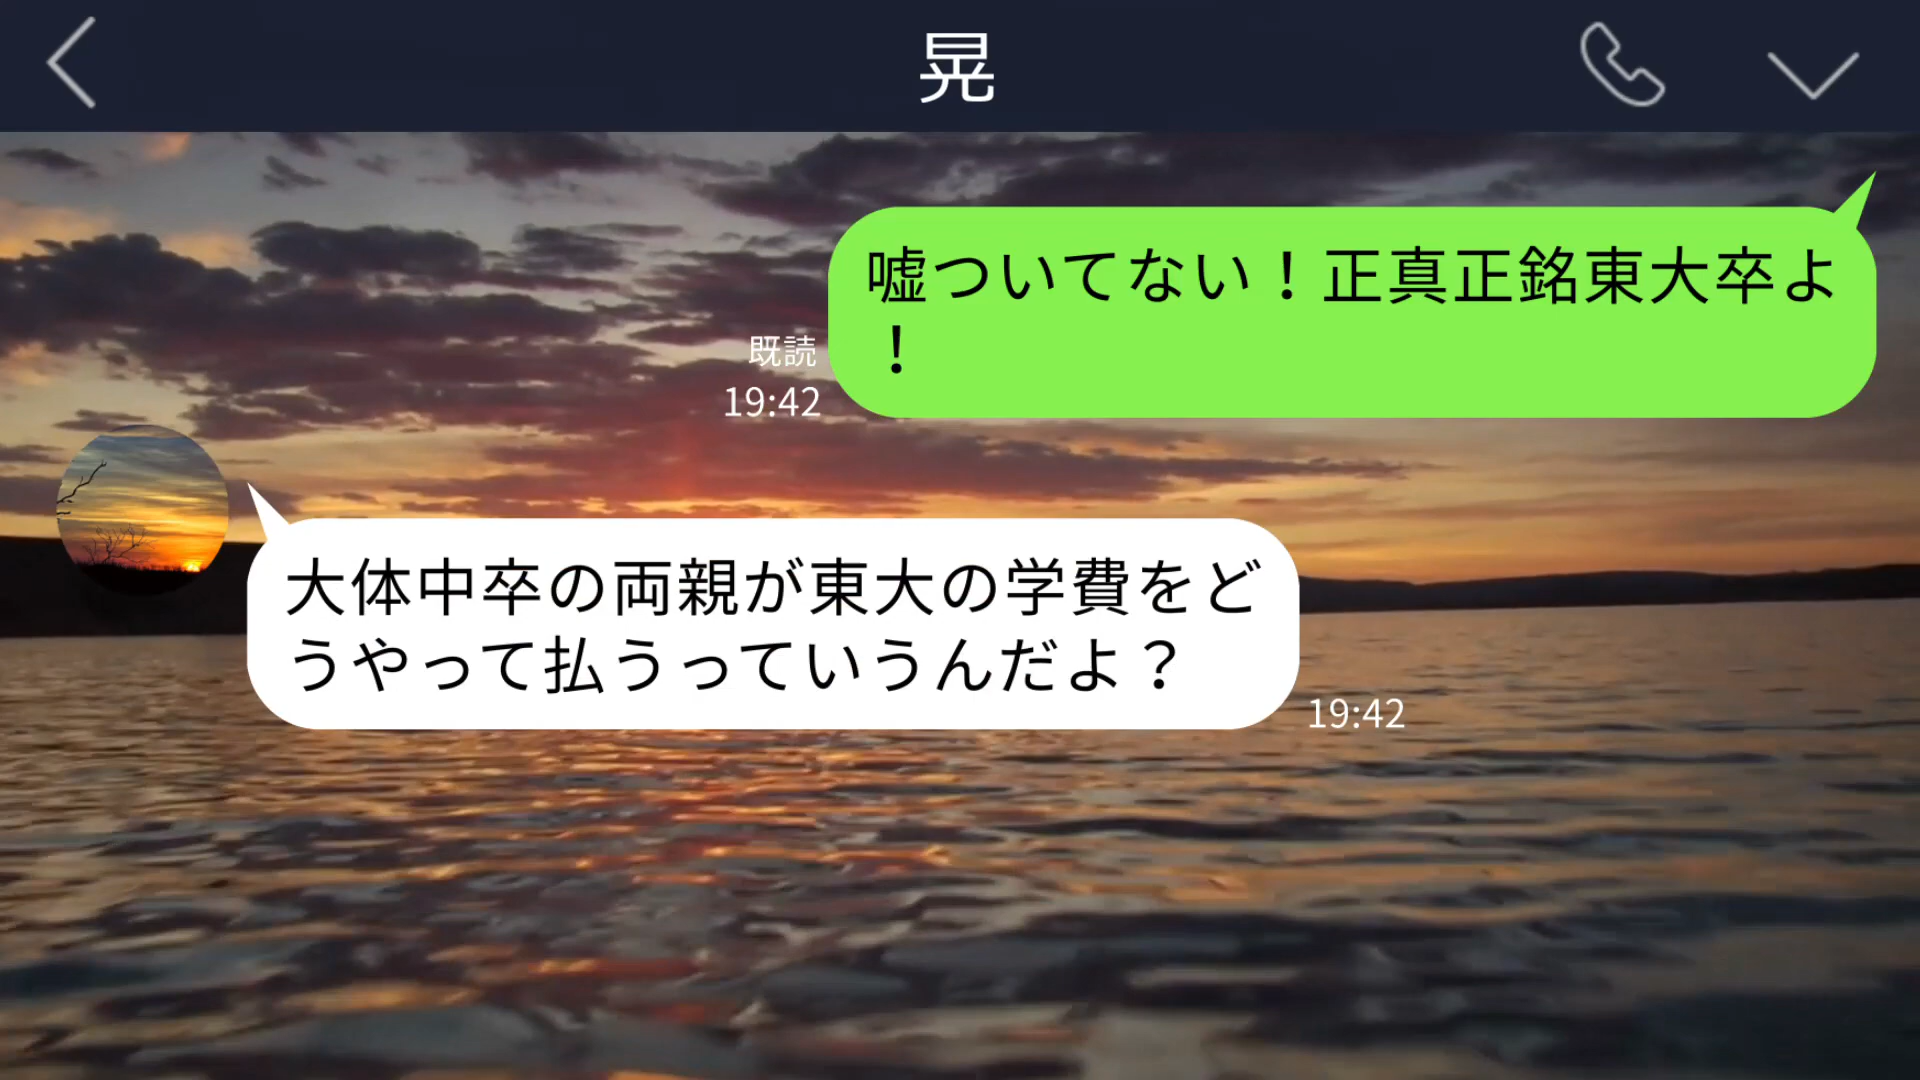 晃
嘘ついてない！正真正銘東大卒よ
！
既読
19:42
大体中卒の両親が東大の学費をど
うやって払うっていうんだよ？
19:42